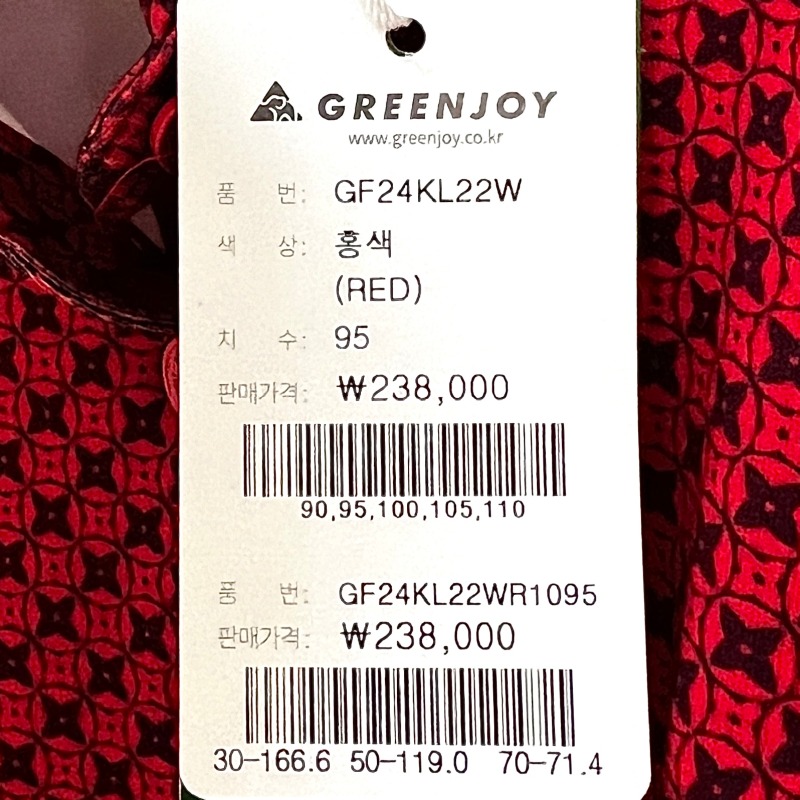 GREENJOY
www.greenjoy.co.kr
품 번: GF24KL22W
색 상: 홍색
(RED)
치 수: 95
판매가격: ₩238,000
90,95,100,105,110
품 번: GF24KL22WR1095
판매가격: ₩238,000
30-166.6 50-119.0 70-71.4